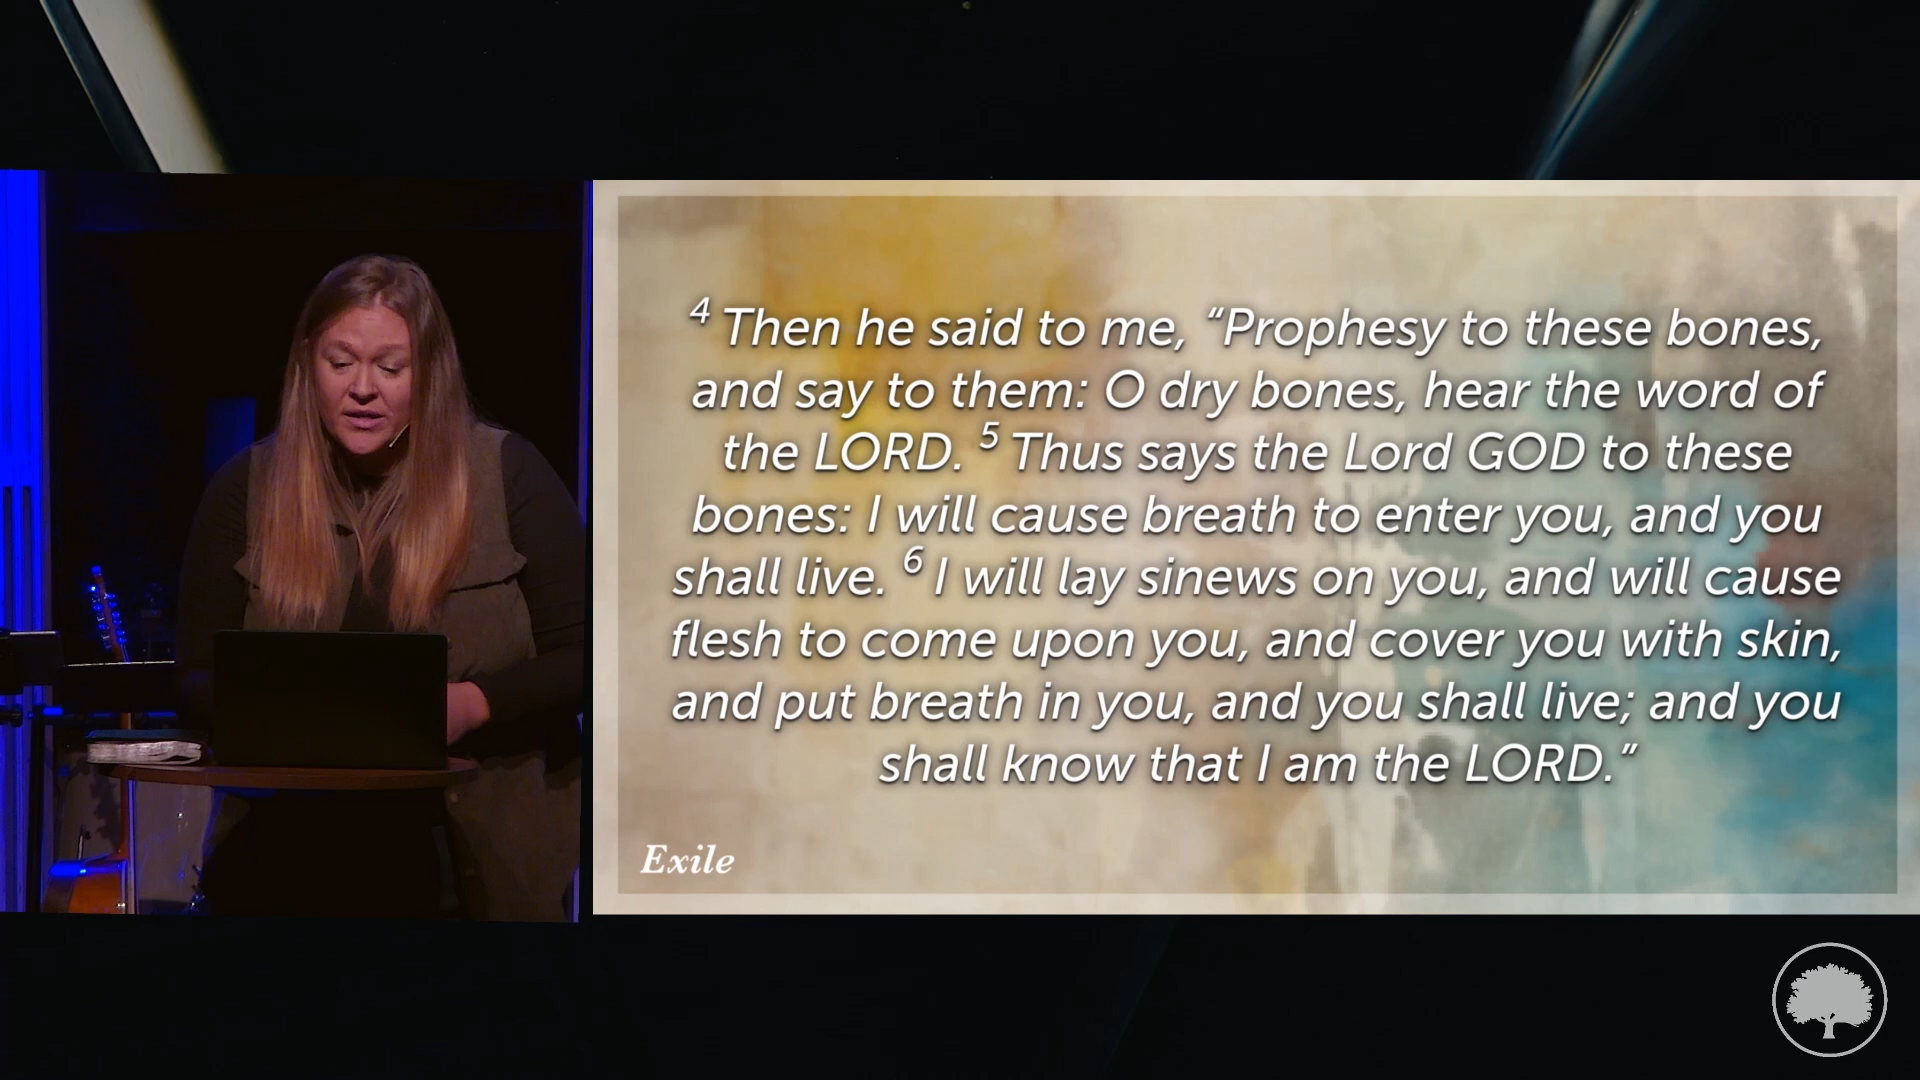 4 Then he said to me, “Prophesy to these bones,
and say to them: O dry bones, hear the word of
the LORD. 5 Thus says the Lord GOD to these
bones: I will cause breath to enter you, and you
shall live. 6 I will lay sinews on you, and will cause
flesh to come upon you, and cover you with skin,
and put breath in you, and you shall live; and you
shall know that I am the LORD.”
Exile